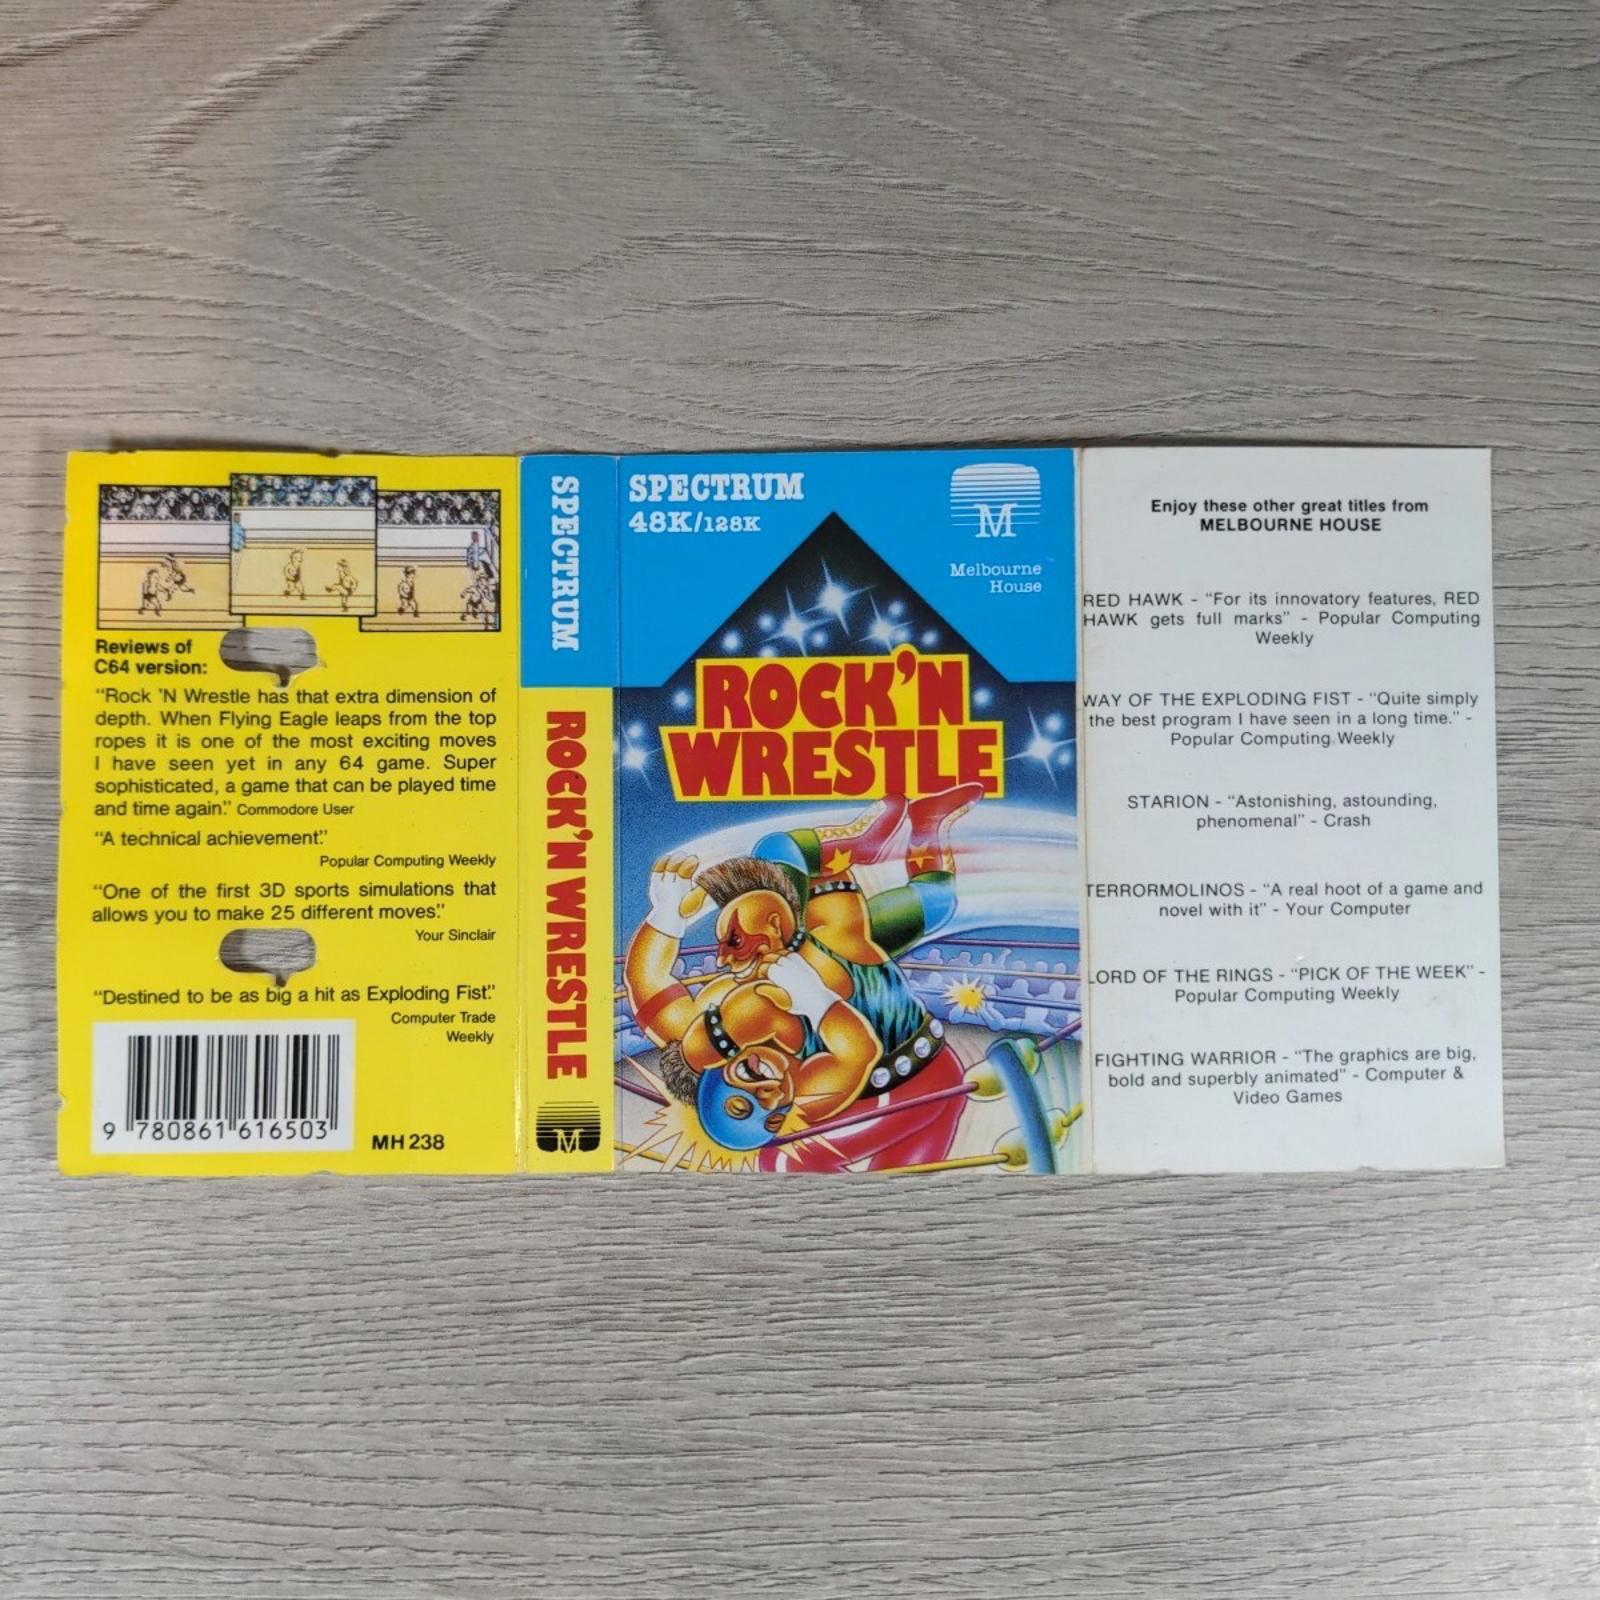 Reviews of
C64 version:
"Rock 'N Wrestle has that extra dimension of
depth. When Flying Eagle leaps from the top
ropes it is one of the most exciting moves
I have seen yet in any 64 game. Super
sophisticated, a game that can be played time
and time again." Commodore User
"A technical achievement."
Popular Computing Weekly
"One of the first 3D sports simulations that
allows you to make 25 different moves."
Your Sinclair
"Destined to be as big a hit as Exploding Fist."
Computer Trade
Weekly
9 780861 616503
MH 238
SPECTRUM
ROCK'N WRESTLE
M
SPECTRUM
48K/128K
M
Melbourne
House
ROCK'N
WRESTLE
Enjoy these other great titles from
MELBOURNE HOUSE
RED HAWK - "For its innovatory features, RED
HAWK gets full marks" - Popular Computing
Weekly
WAY OF THE EXPLODING FIST - "Quite simply
the best program I have seen in a long time." -
Popular Computing Weekly
STARION - "Astonishing, astounding,
phenomenal" - Crash
TERRORMOLINOS - "A real hoot of a game and
novel with it" - Your Computer
LORD OF THE RINGS - "PICK OF THE WEEK" -
Popular Computing Weekly
FIGHTING WARRIOR - "The graphics are big,
bold and superbly animated" - Computer &
Video Games